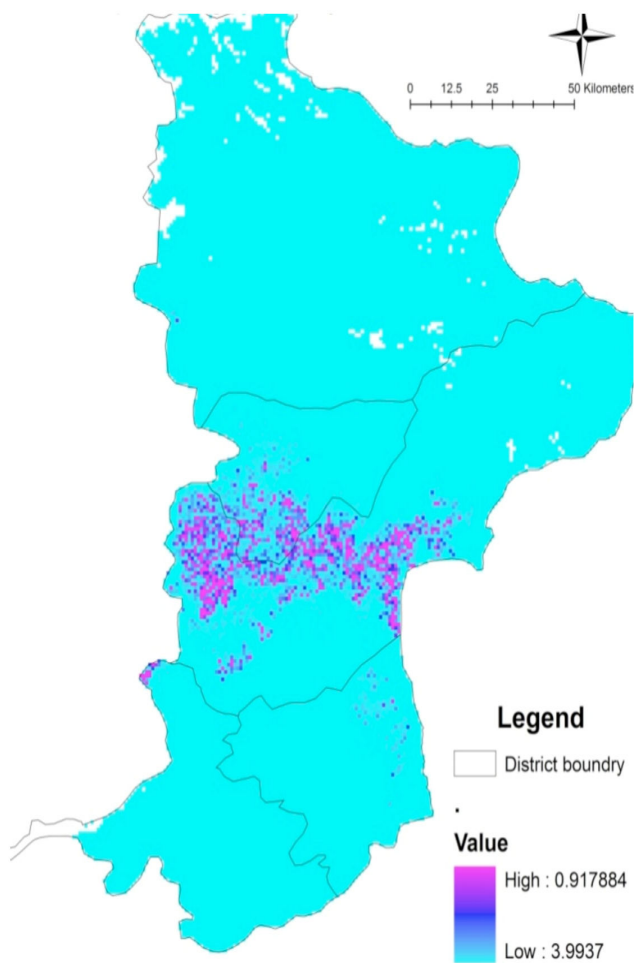 0 12.5 25 50 Kilometers
Legend
District boundry
.
Value
High : 0.917884
Low : 3.9937